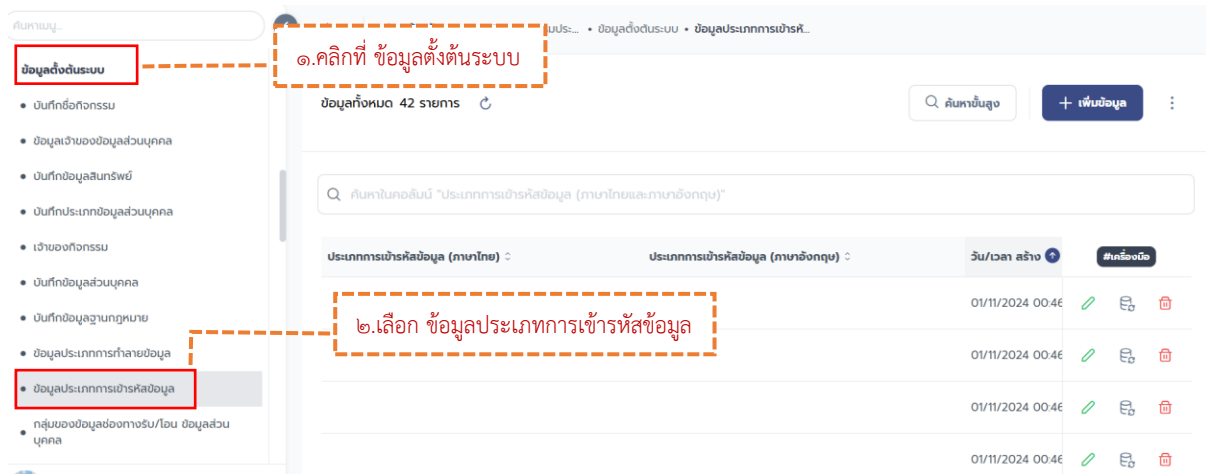 ค้นหาเมนู..
ข้อมูลตั้งต้นระบบ
บันทึกชื่อกิจกรรม
ข้อมูลเจ้าของข้อมูลส่วนบุคคล
บันทึกข้อมูลสินทรัพย์
บันทึกประเภทข้อมูลส่วนบุคคล
เจ้าของกิจกรรม
บันทึกข้อมูลส่วนบุคคล
บันทึกข้อมูลฐานกฎหมาย
ข้อมูลประเภทการทำลายข้อมูล
ข้อมูลประเภทการเข้ารหัสข้อมูล
กลุ่มของข้อมูลช่องทางรับ/โอน ข้อมูลส่วน
บุคคล
• ข้อมูลตั้งต้นระบบ • ข้อมูลประเภทการเข้ารหั...
๑.คลิกที่ ข้อมูลตั้งต้นระบบ
ข้อมูลทั้งหมด 42 รายการ
ค้นหาขั้นสูง
+ เพิ่มข้อมูล
ค้นหาในคอลัมน์ "ประเภทการเข้ารหัสข้อมูล (ภาษาไทยและภาษาอังกฤษ)"
ประเภทการเข้ารหัสข้อมูล (ภาษาไทย) ประเภทการเข้ารหัสข้อมูล (ภาษาอังกฤษ) วัน/เวลา สร้าง #เครื่องมือ
01/11/2024 00:46
๒.เลือก ข้อมูลประเภทการเข้ารหัสข้อมูล
01/11/2024 00:46
01/11/2024 00:46
01/11/2024 00:46